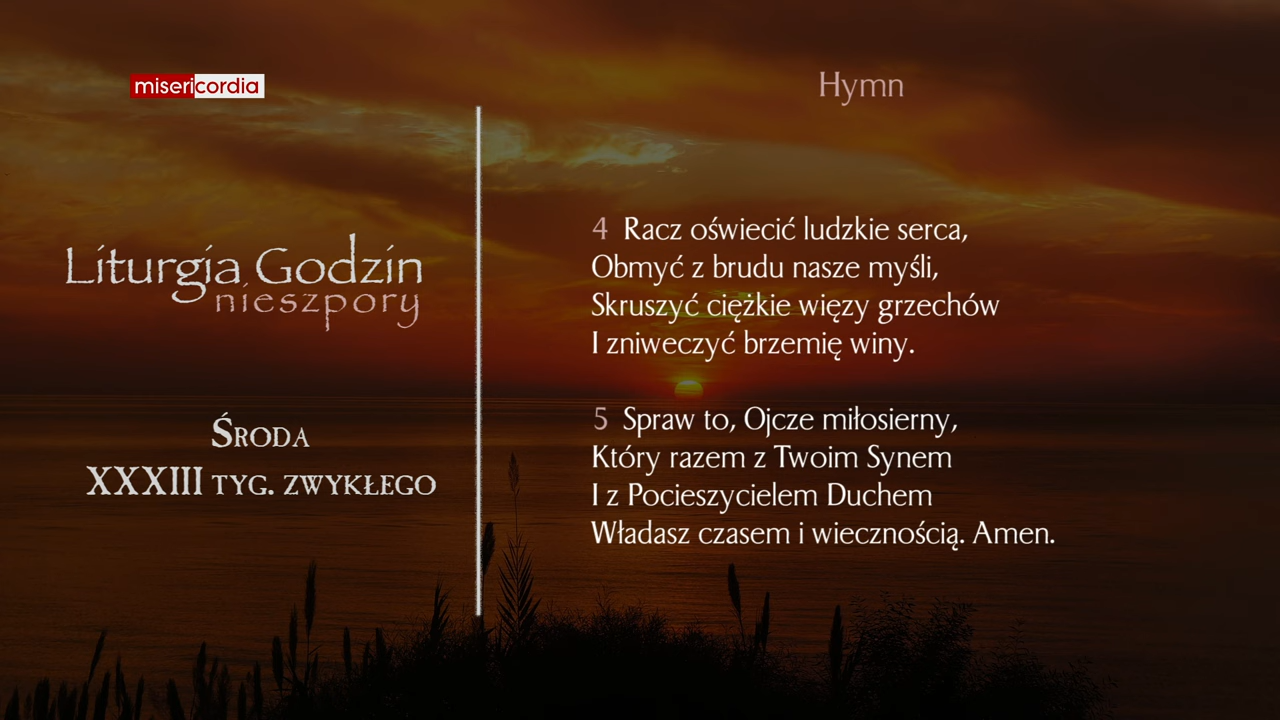 misericordia
Hymn
Liturgia Godzin
nieszpory
Środa
XXXIII tyg. zwykłego
4 Racz oświecić ludzkie serca,
Obmyć z brudu nasze myśli,
Skruszyć ciężkie więzy grzechów
I zniweczyć brzemię winy.
5 Spraw to, Ojcze miłosierny,
Który razem z Twoim Synem
I z Pocieszycielem Duchem
Władasz czasem i wiecznością. Amen.